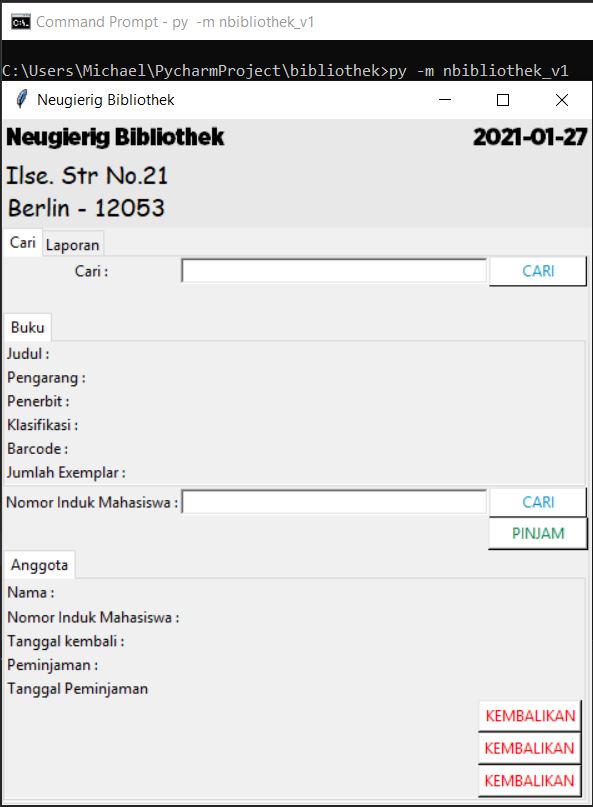 Command Prompt - py -m nbibliothek_v1
C:\Users\Michael\PycharmProject\bibliothek>py -m nbibliothek_v1
Neugierig Bibliothek
Neugierig Bibliothek 2021-01-27
Ilse. Str No.21
Berlin - 12053
Cari Laporan
Cari : CARI
Buku
Judul :
Pengarang :
Penerbit :
Klasifikasi :
Barcode :
Jumlah Exemplar :
Nomor Induk Mahasiswa : CARI
PINJAM
Anggota
Nama :
Nomor Induk Mahasiswa :
Tanggal kembali :
Peminjaman :
Tanggal Peminjaman
KEMBALIKAN
KEMBALIKAN
KEMBALIKAN